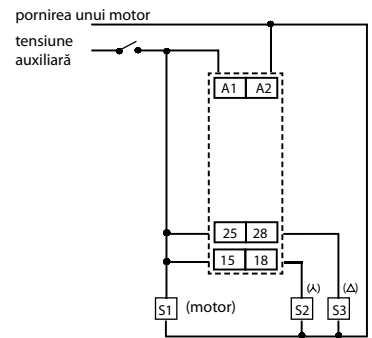 pornirea unui motor
tensiune
auxiliară
A1 A2
25 28
15 18
(⅄) (△)
S1 (motor) S2 S3